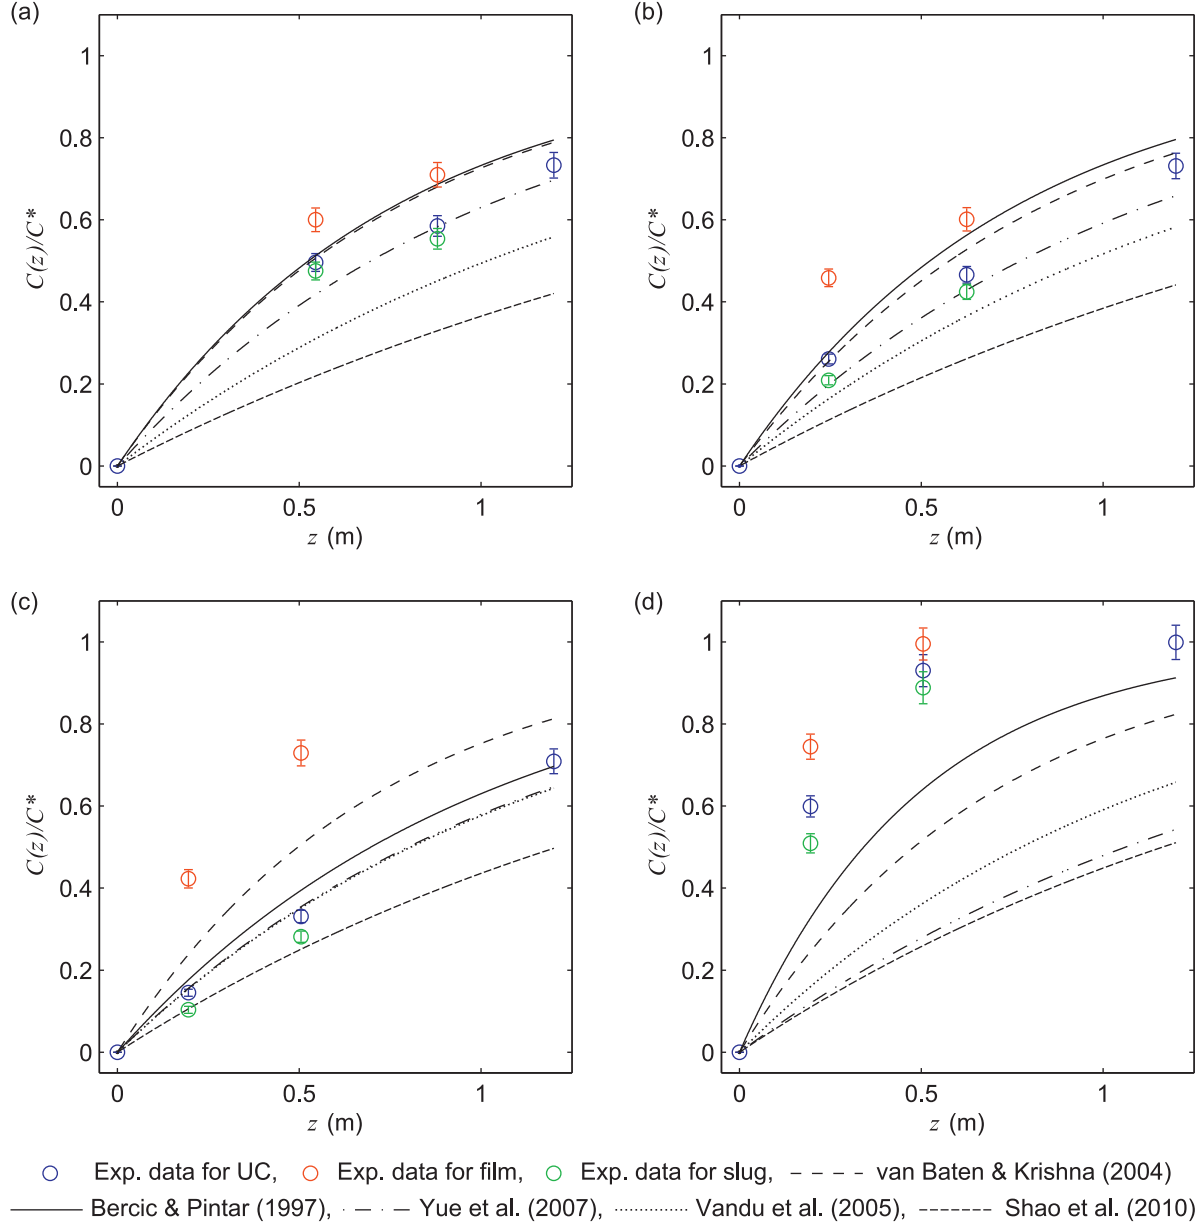 (a)
1
0.8
0.6
0.4
0.2
0
C(z)/C*
0 0.5 1
z (m)
(b)
1
0.8
0.6
0.4
0.2
0
C(z)/C*
0 0.5 1
z (m)
(c)
1
0.8
0.6
0.4
0.2
0
C(z)/C*
0 0.5 1
z (m)
(d)
1
0.8
0.6
0.4
0.2
0
C(z)/C*
0 0.5 1
z (m)
Exp. data for UC, Exp. data for film, Exp. data for slug, van Baten & Krishna (2004)
Bercic & Pintar (1997), Yue et al. (2007), Vandu et al. (2005), Shao et al. (2010)